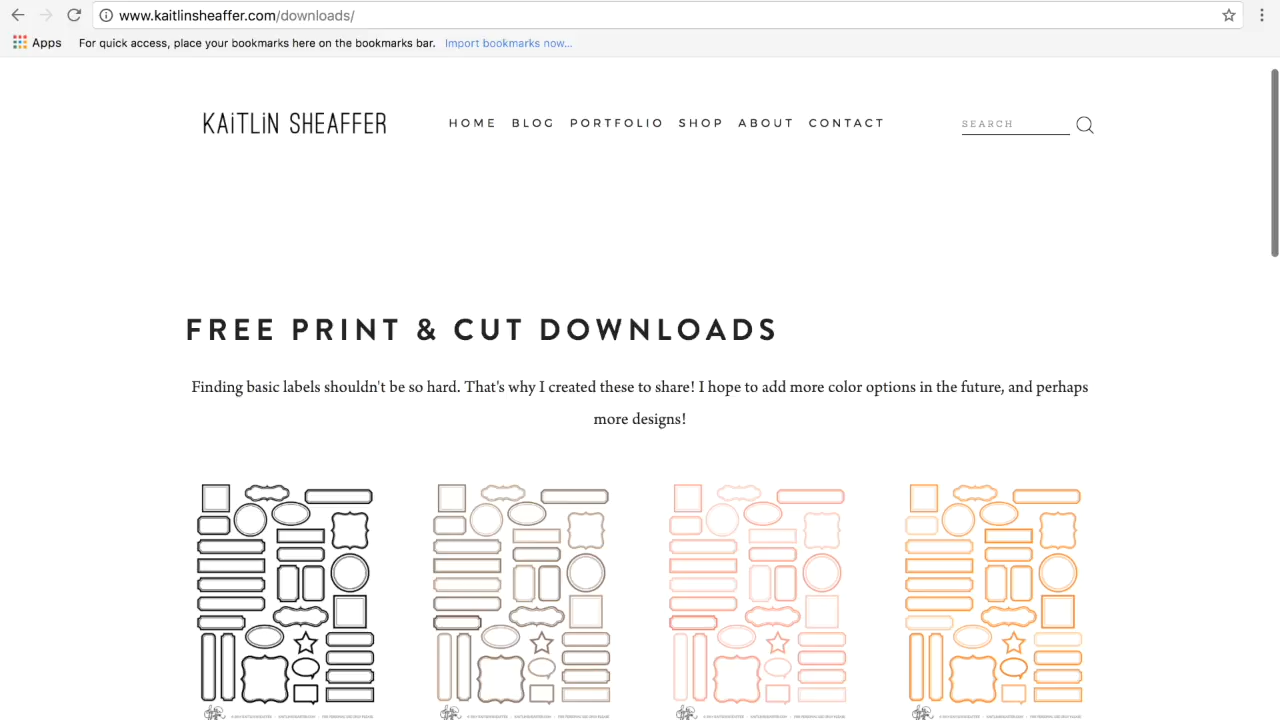 www.kaitlinsheaffer.com/downloads/
Apps For quick access, place your bookmarks here on the bookmarks bar. Import bookmarks now...
KAiTLiN SHEAFFER HOME BLOG PORTFOLIO SHOP ABOUT CONTACT SEARCH
FREE PRINT & CUT DOWNLOADS
Finding basic labels shouldn't be so hard. That's why I created these to share! I hope to add more color options in the future, and perhaps
more designs!